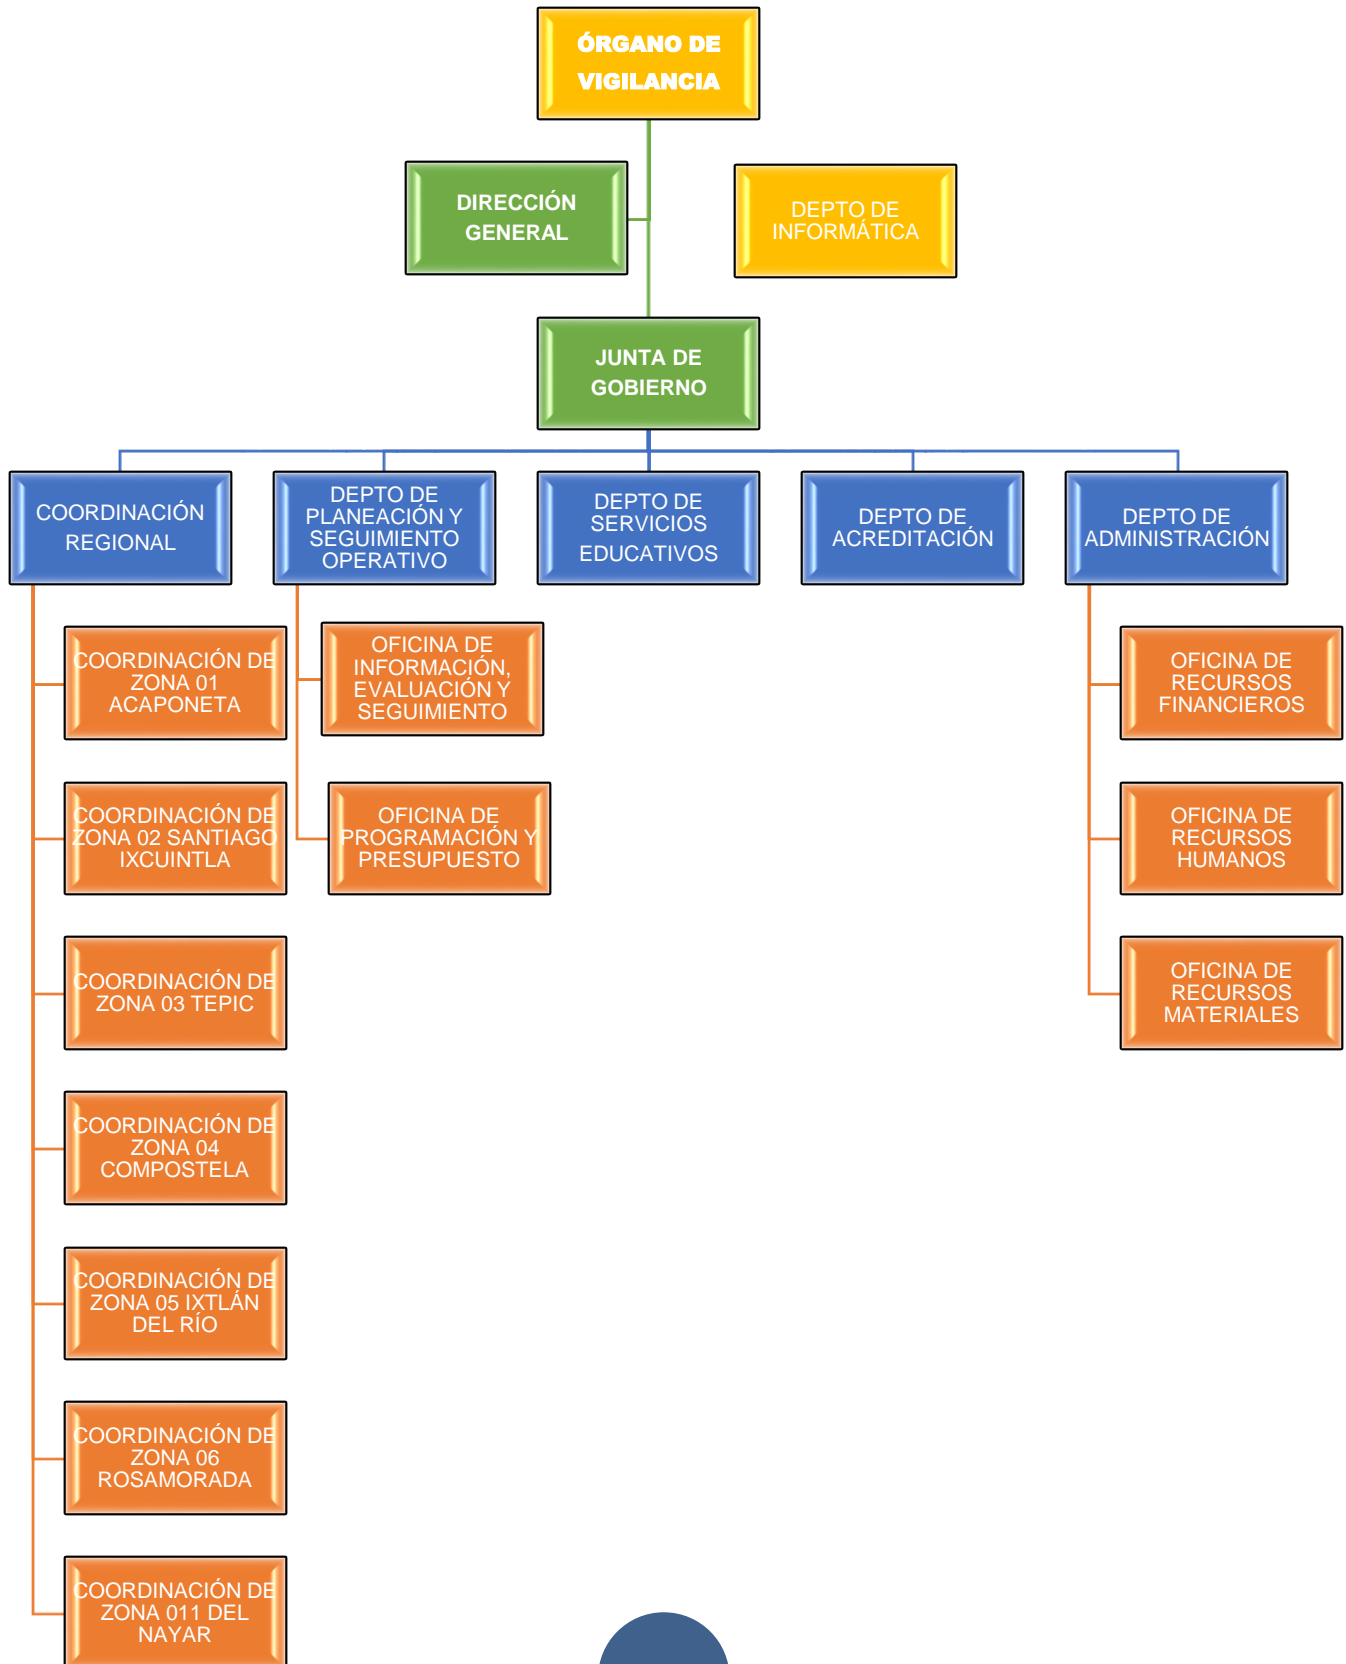 ÓRGANO DE
VIGILANCIA
DIRECCIÓN
GENERAL
DEPTO DE
INFORMÁTICA
JUNTA DE
GOBIERNO
COORDINACIÓN
REGIONAL
DEPTO DE
PLANEACIÓN Y
SEGUIMIENTO
OPERATIVO
DEPTO DE
SERVICIOS
EDUCATIVOS
DEPTO DE
ACREDITACIÓN
DEPTO DE
ADMINISTRACIÓN
COORDINACIÓN DE
ZONA 01
ACAPONETA
COORDINACIÓN DE
ZONA 02 SANTIAGO
IXCUINTLA
COORDINACIÓN DE
ZONA 03 TEPIC
COORDINACIÓN DE
ZONA 04
COMPOSTELA
COORDINACIÓN DE
ZONA 05 IXTLÁN
DEL RÍO
COORDINACIÓN DE
ZONA 06
ROSAMORADA
COORDINACIÓN DE
ZONA 011 DEL
NAYAR
OFICINA DE
INFORMACIÓN,
EVALUACIÓN Y
SEGUIMIENTO
OFICINA DE
PROGRAMACIÓN Y
PRESUPUESTO
OFICINA DE
RECURSOS
FINANCIEROS
OFICINA DE
RECURSOS
HUMANOS
OFICINA DE
RECURSOS
MATERIALES